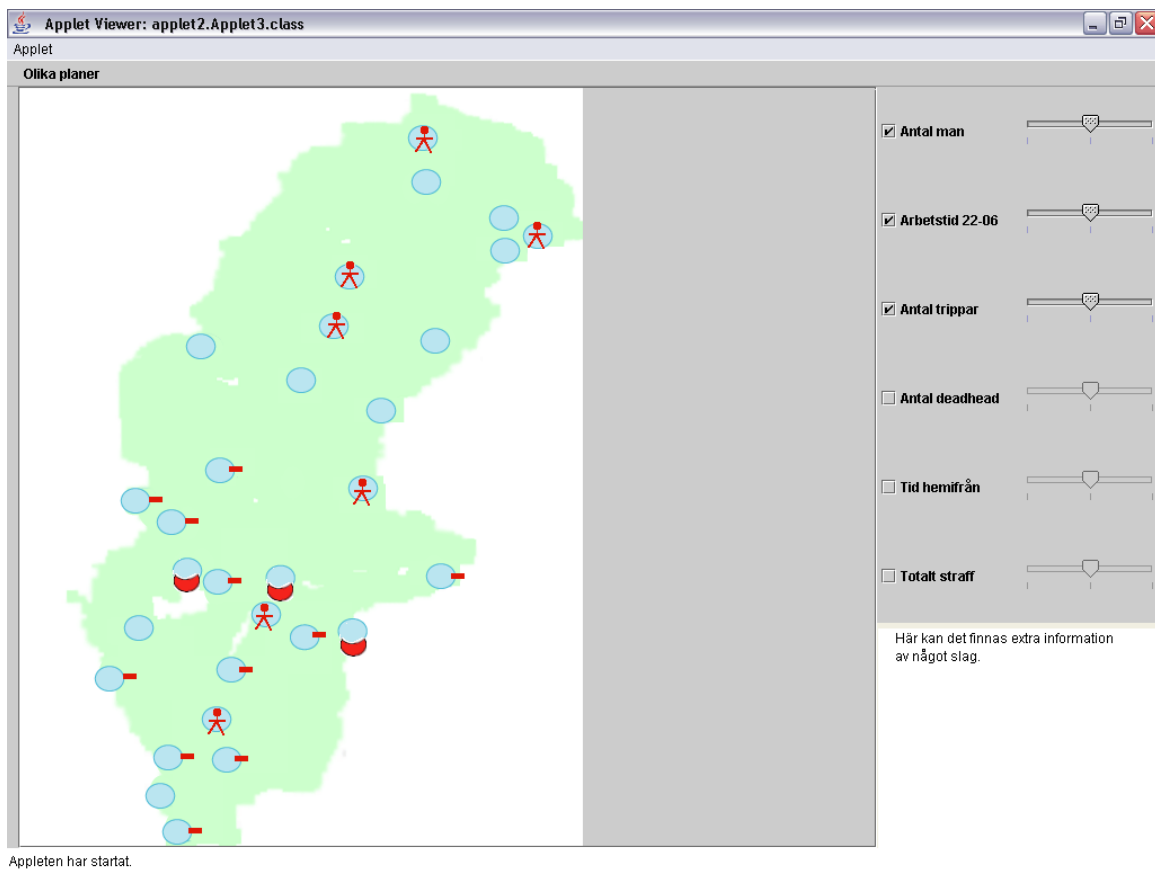 Applet Viewer: applet2.Applet3.class
Applet
Olika planer
Antal man
Arbetstid 22-06
Antal trippar
Antal deadhead
Tid hemifrån
Totalt straff
Här kan det finnas extra information
av något slag.
Appleten har startat.